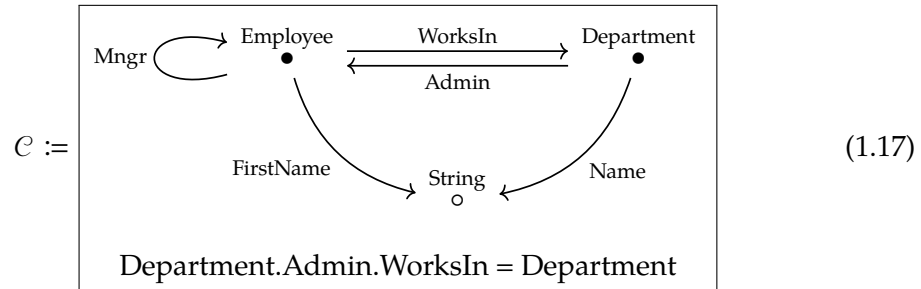 Employee WorksIn Department
Mngr
Admin
𝒞 := (1.17)
FirstName String Name
Department.Admin.WorksIn = Department